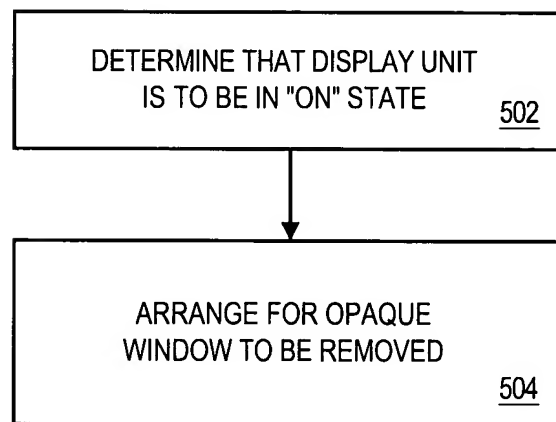 DETERMINE THAT DISPLAY UNIT
IS TO BE IN "ON" STATE
502
ARRANGE FOR OPAQUE
WINDOW TO BE REMOVED
504